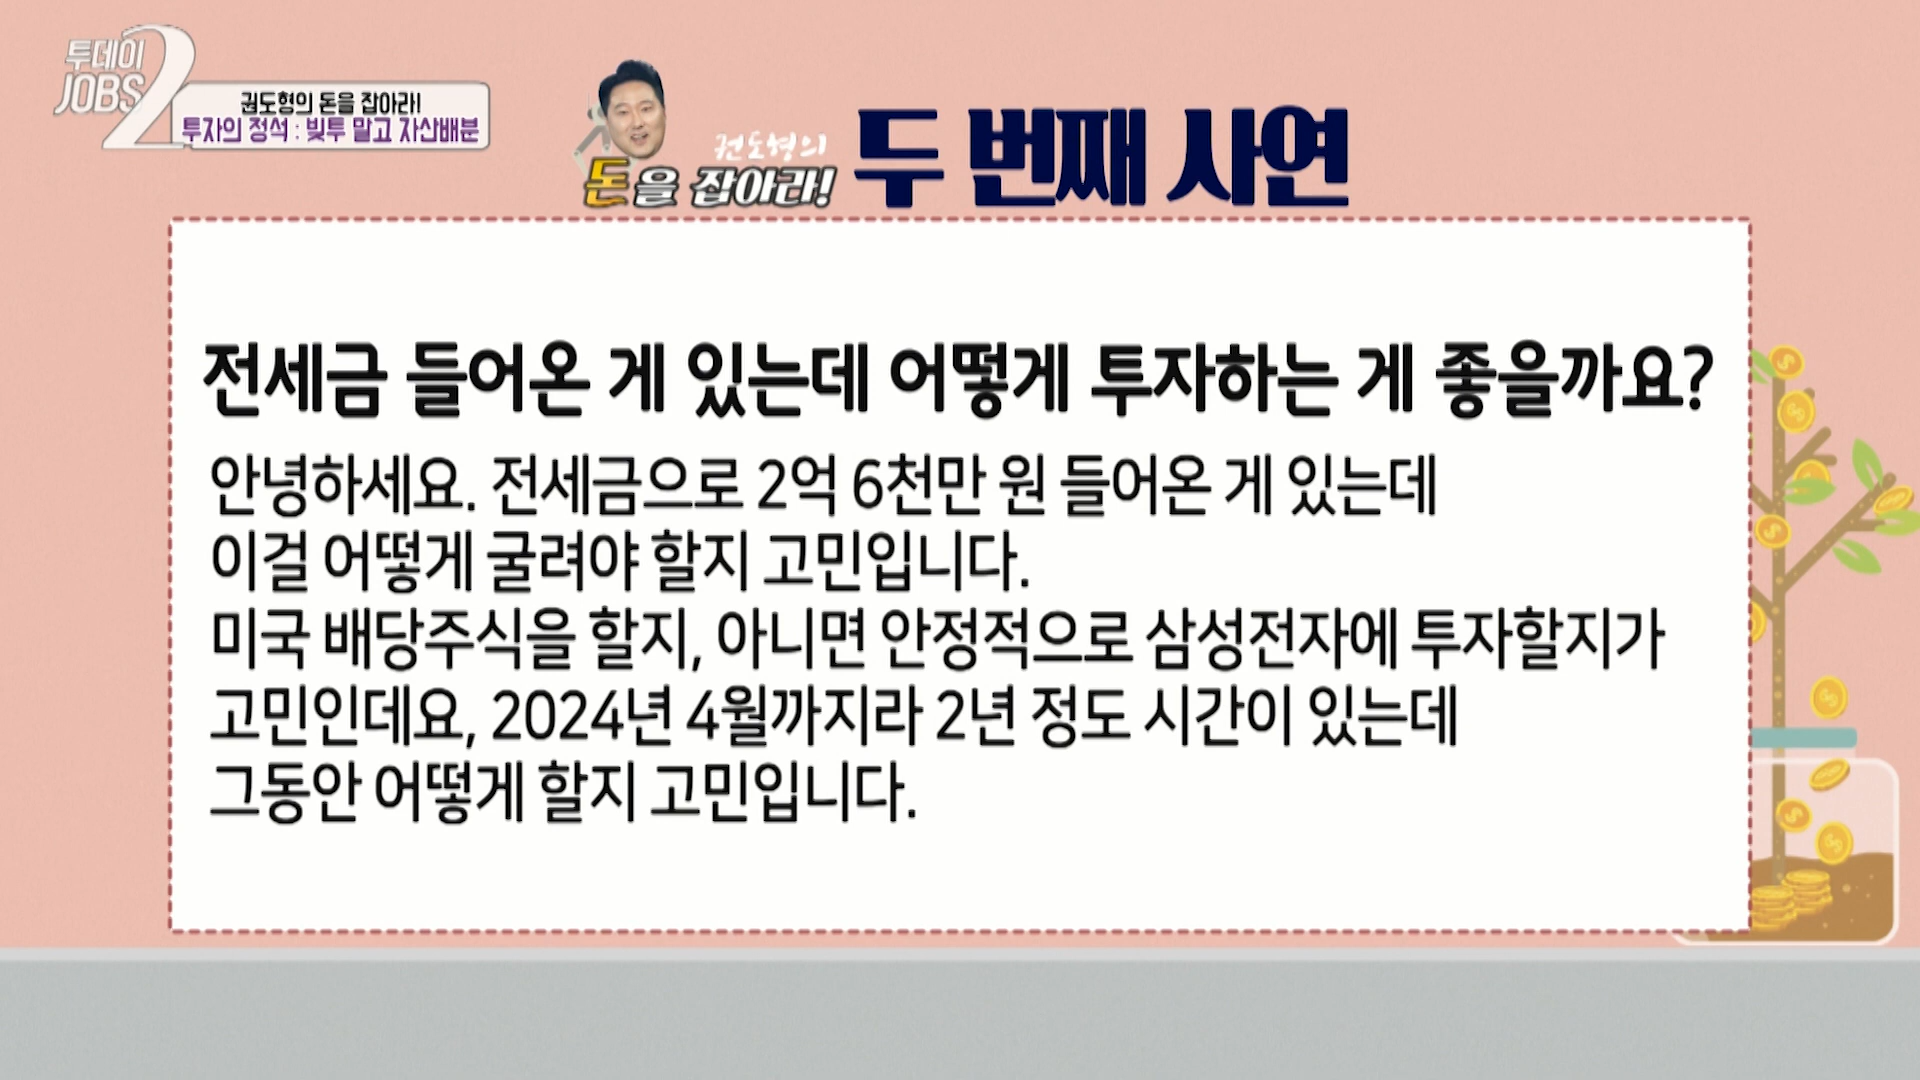 투데이
JOBS 2
권도형의 돈을 잡아라!
투자의 정석 : 빚투 말고 자산배분
권도형의
돈을 잡아라!
두 번째 사연
전세금 들어온 게 있는데 어떻게 투자하는 게 좋을까요?
안녕하세요. 전세금으로 2억 6천만 원 들어온 게 있는데
이걸 어떻게 굴려야 할지 고민입니다.
미국 배당주식을 할지, 아니면 안정적으로 삼성전자에 투자할지가
고민인데요, 2024년 4월까지라 2년 정도 시간이 있는데
그동안 어떻게 할지 고민입니다.